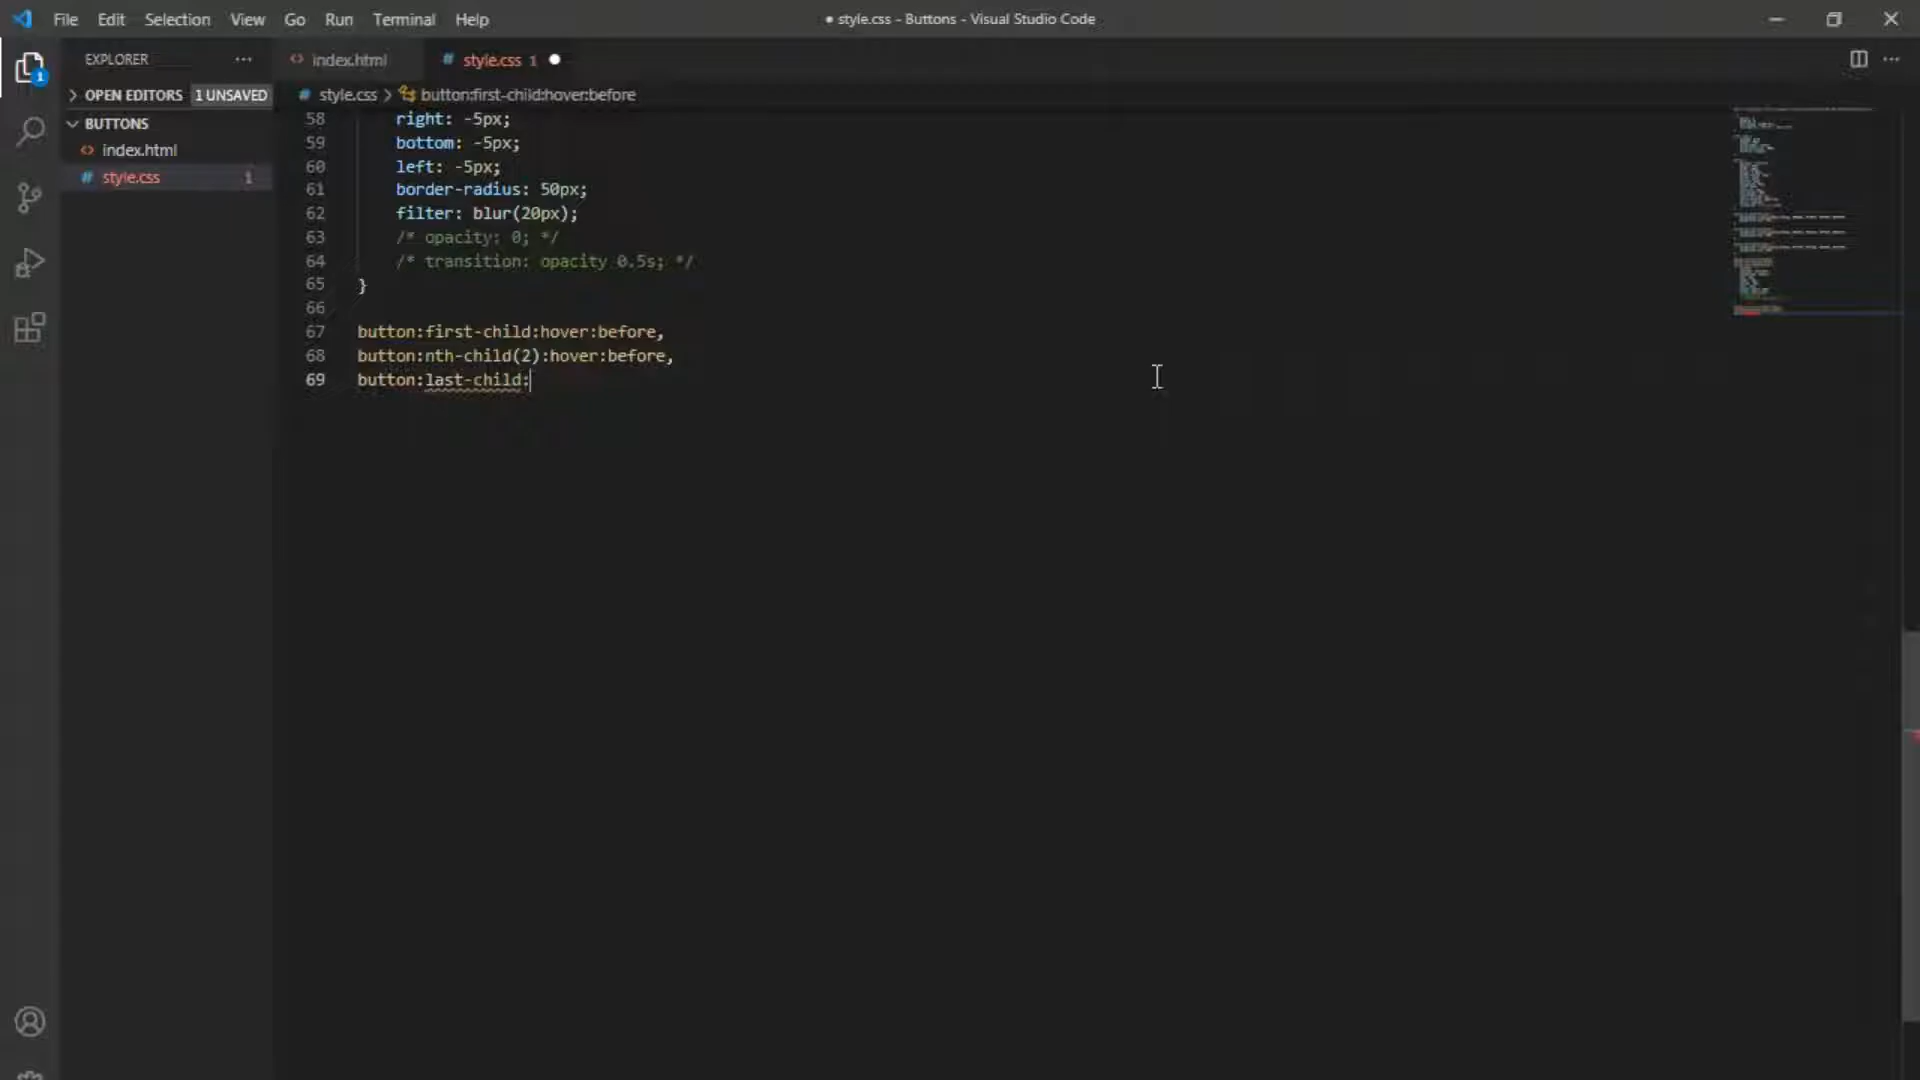 File Edit Selection View Go Run Terminal Help
● style.css - Buttons - Visual Studio Code
EXPLORER
index.html
style.css 1
OPEN EDITORS 1 UNSAVED
style.css > button:first-child:hover:before
BUTTONS
index.html
style.css 1
1
58 right: -5px;
59 bottom: -5px;
60 left: -5px;
61 border-radius: 50px;
62 filter: blur(20px);
63 /* opacity: 0; */
64 /* transition: opacity 0.5s; */
65 }
66
67 button:first-child:hover:before,
68 button:nth-child(2):hover:before,
69 button:last-child: